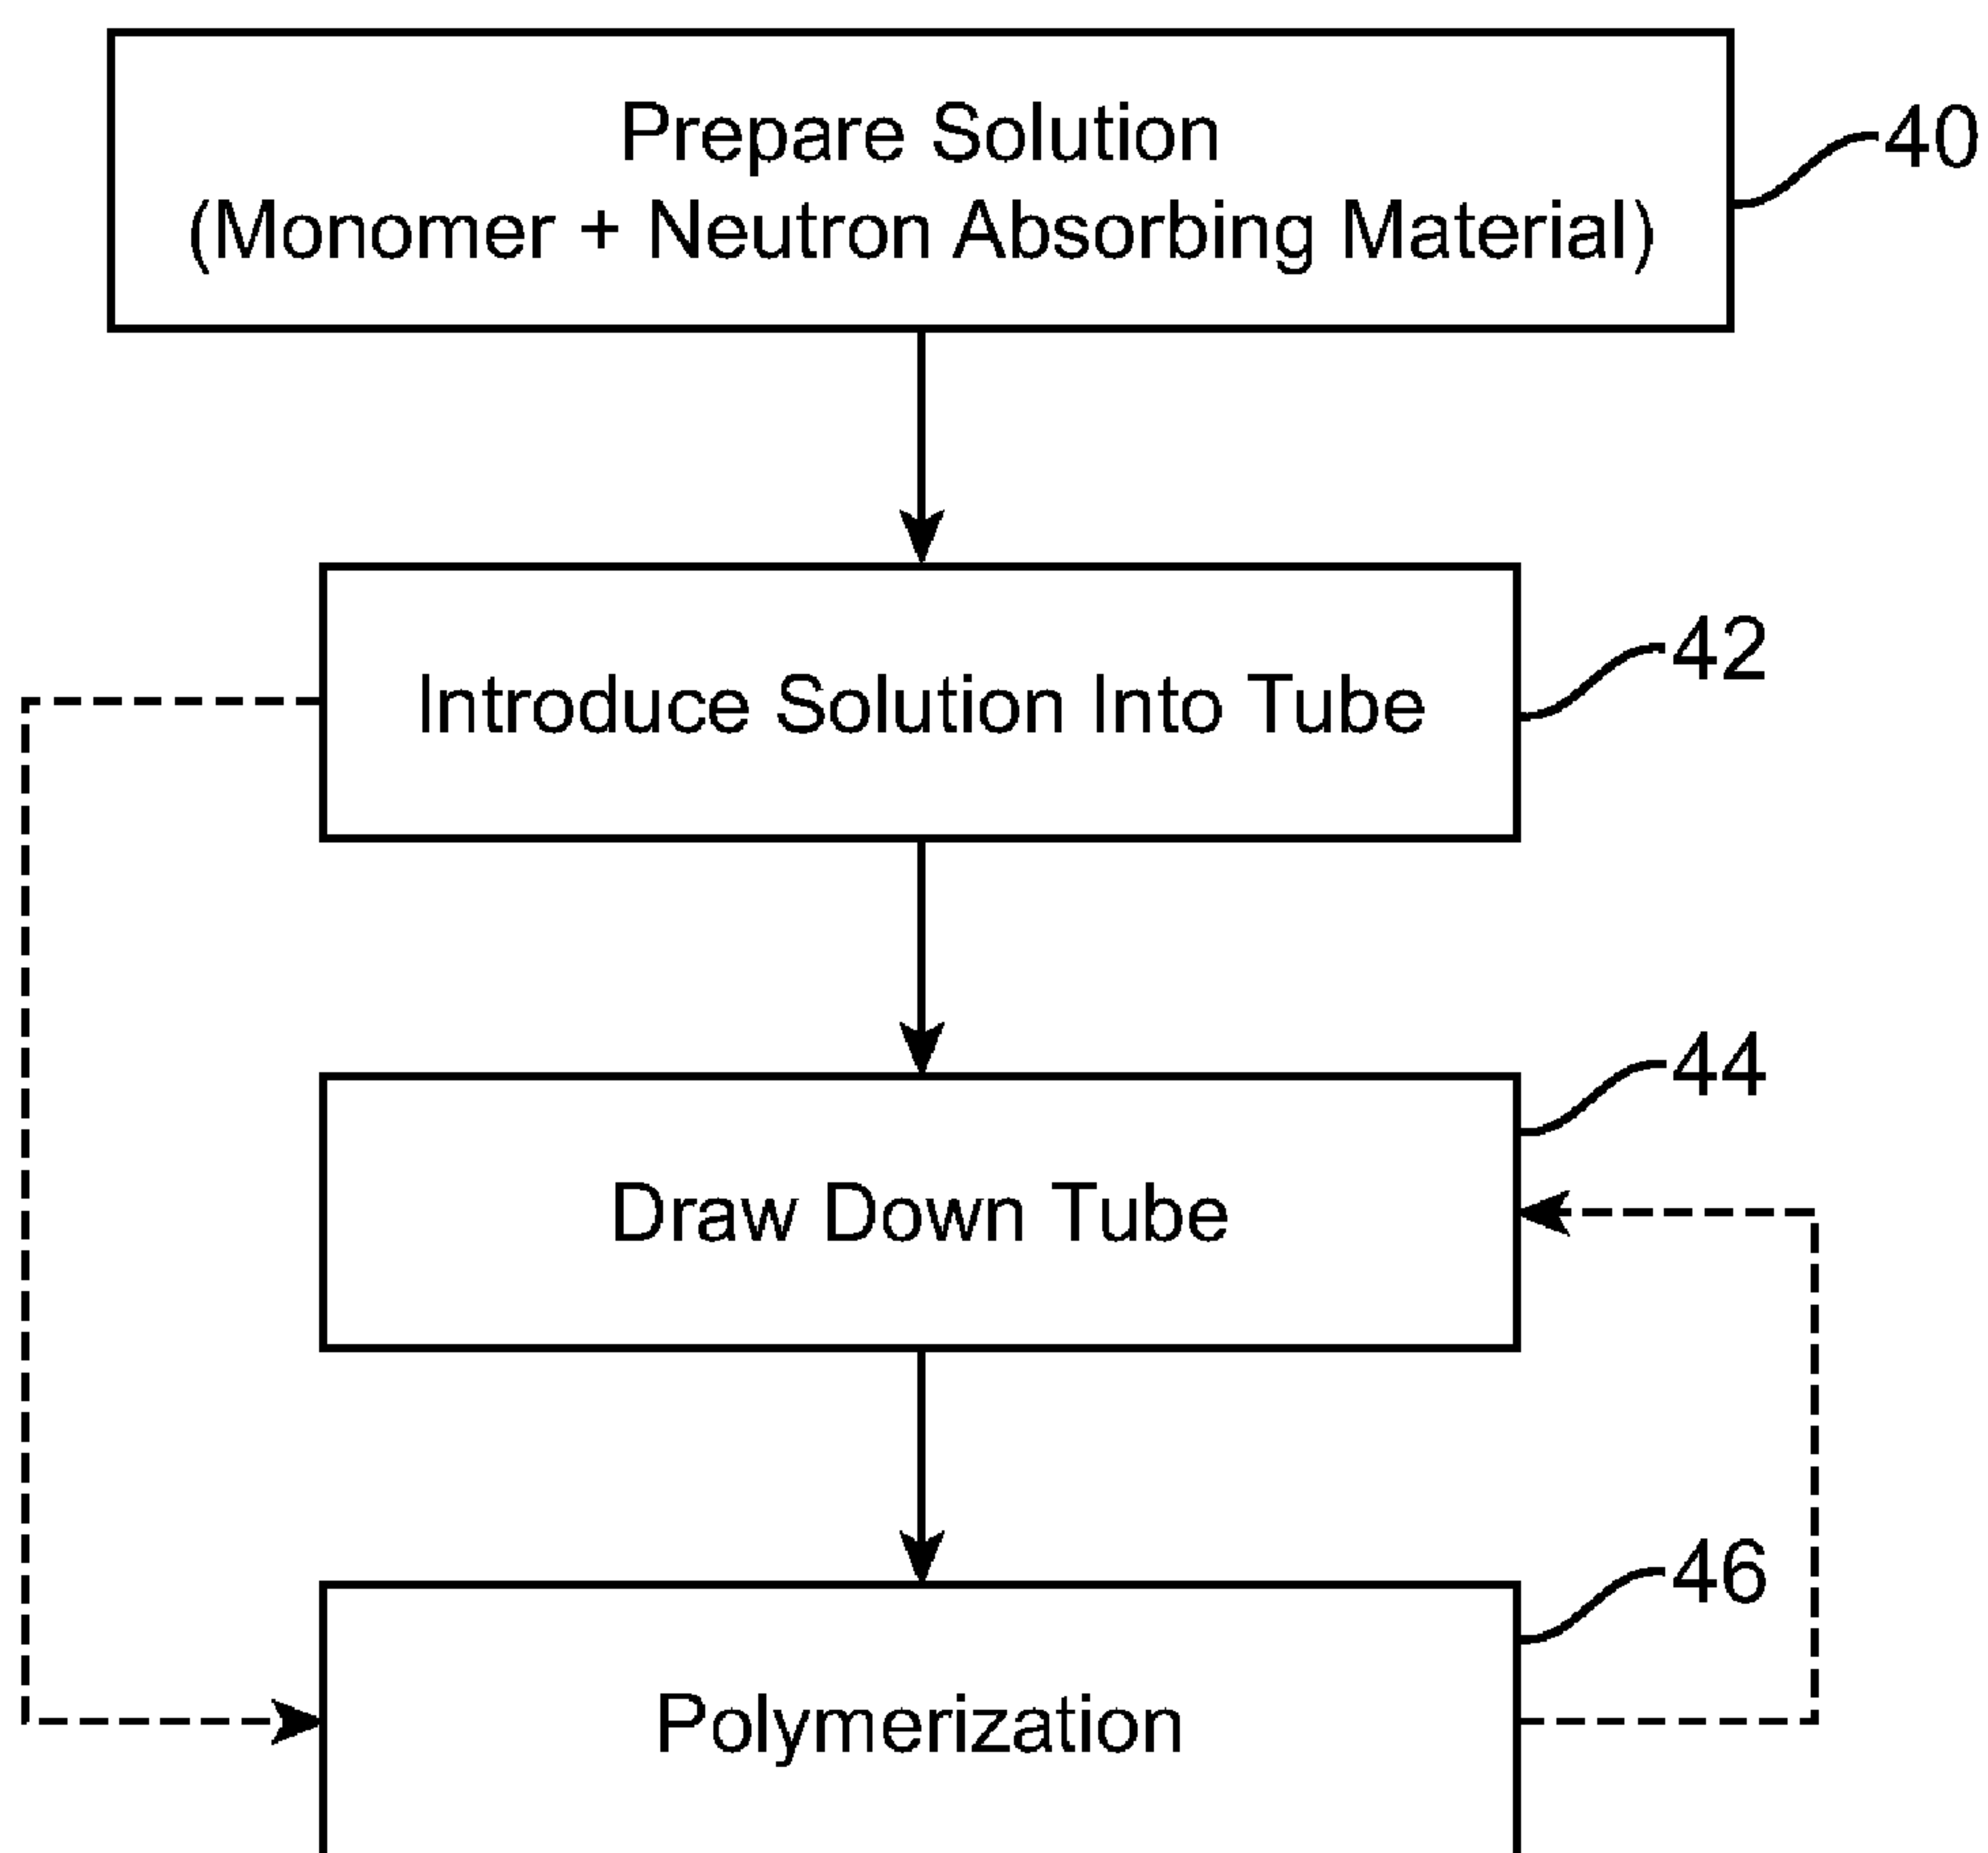 Prepare Solution
(Monomer + Neutron Absorbing Material)
40
Introduce Solution Into Tube
42
44
Draw Down Tube
46
Polymerization